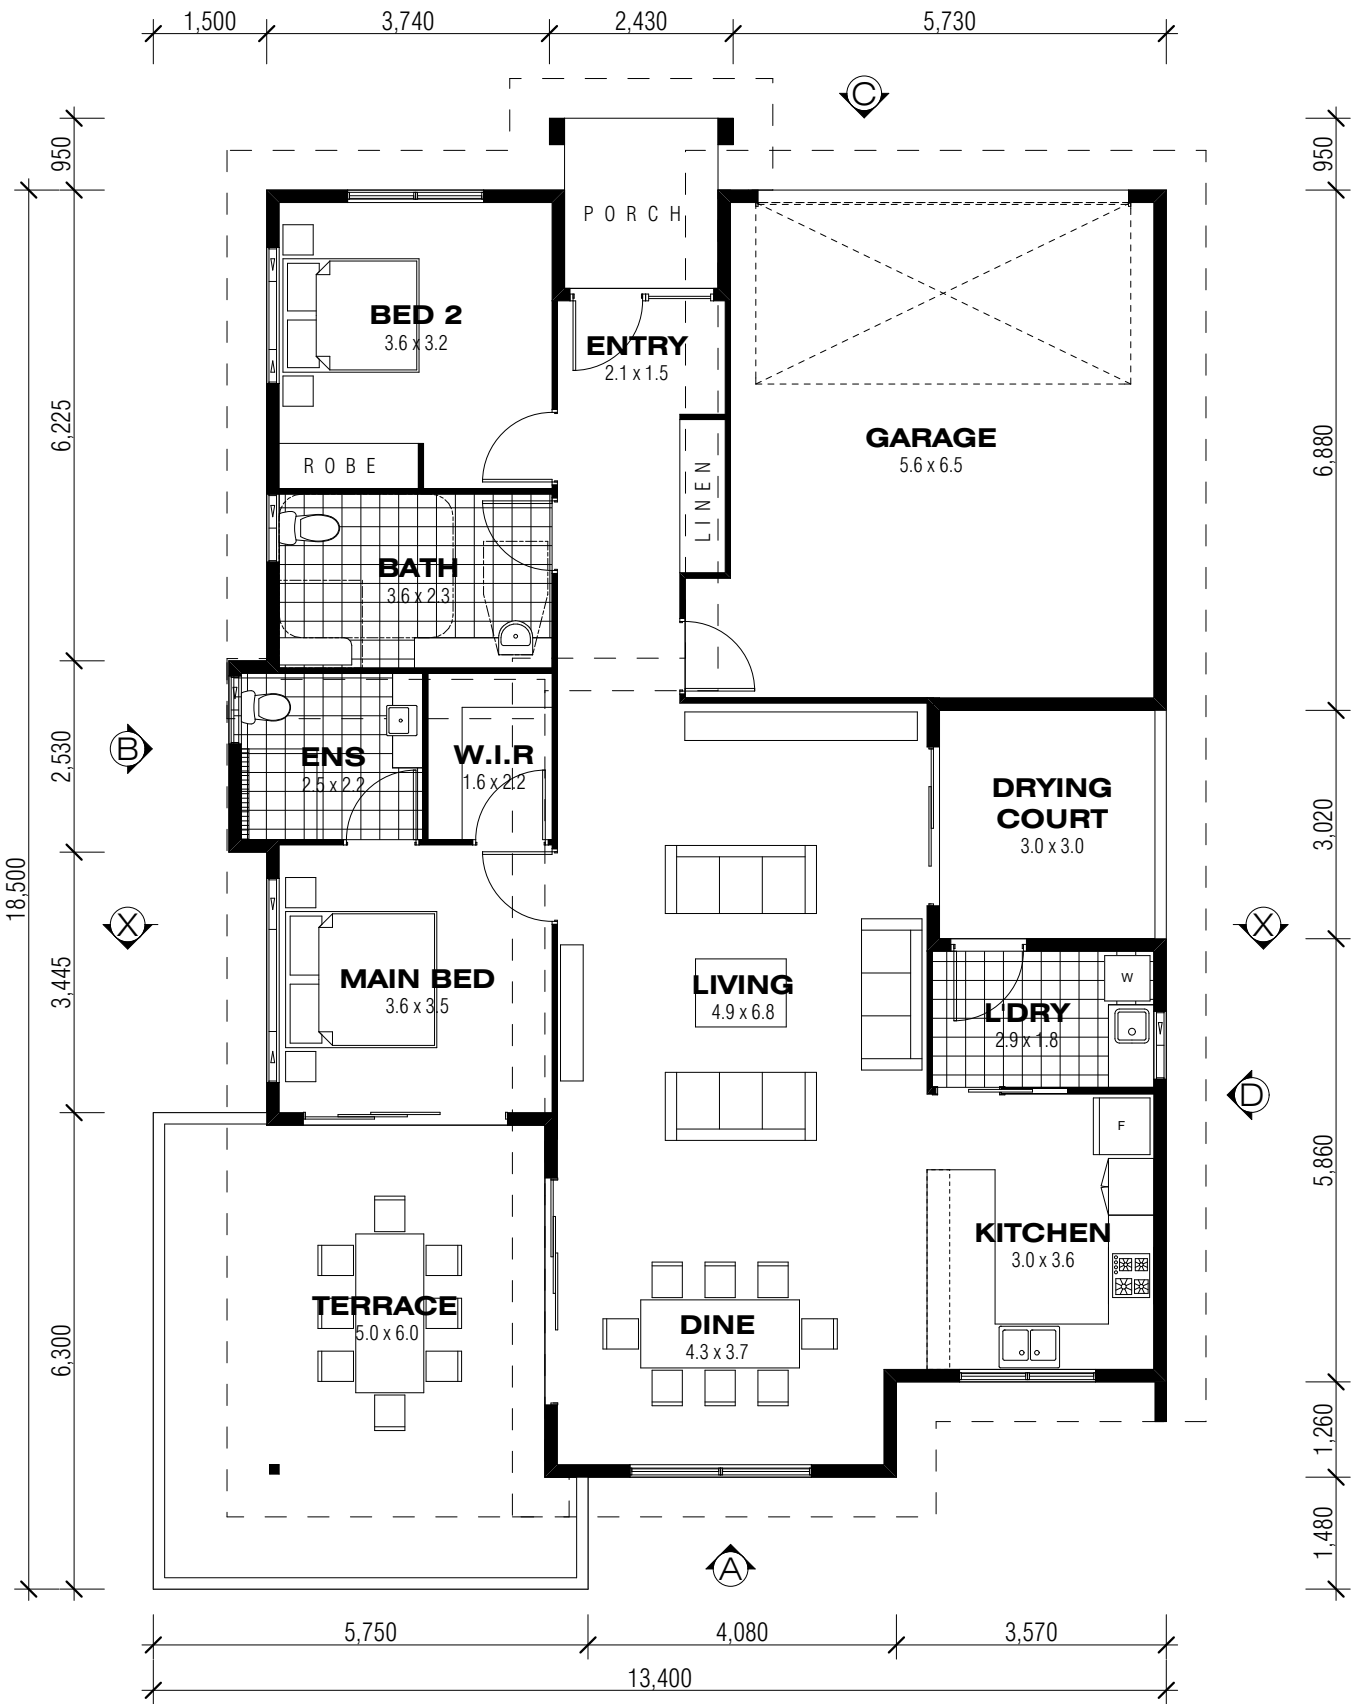 1,500
3,740
2,430
5,730
C
950
950
PORCH
BED 2
3.6 x 3.2
ENTRY
2.1 x 1.5
6,225
GARAGE
5.6 x 6.5
6,880
ROBE
LINEN
BATH
3.6 x 2.3
B
2,530
ENS
2.5 x 2.2
W.I.R
1.6 x 2.2
DRYING
COURT
3.0 x 3.0
3,020
18,500
X
X
3,445
MAIN BED
3.6 x 3.5
LIVING
4.9 x 6.8
W
L'DRY
2.9 x 1.8
D
F
5,860
KITCHEN
3.0 x 3.6
TERRACE
5.0 x 6.0
DINE
4.3 x 3.7
6,300
1,260
1,480
A
5,750
4,080
3,570
13,400